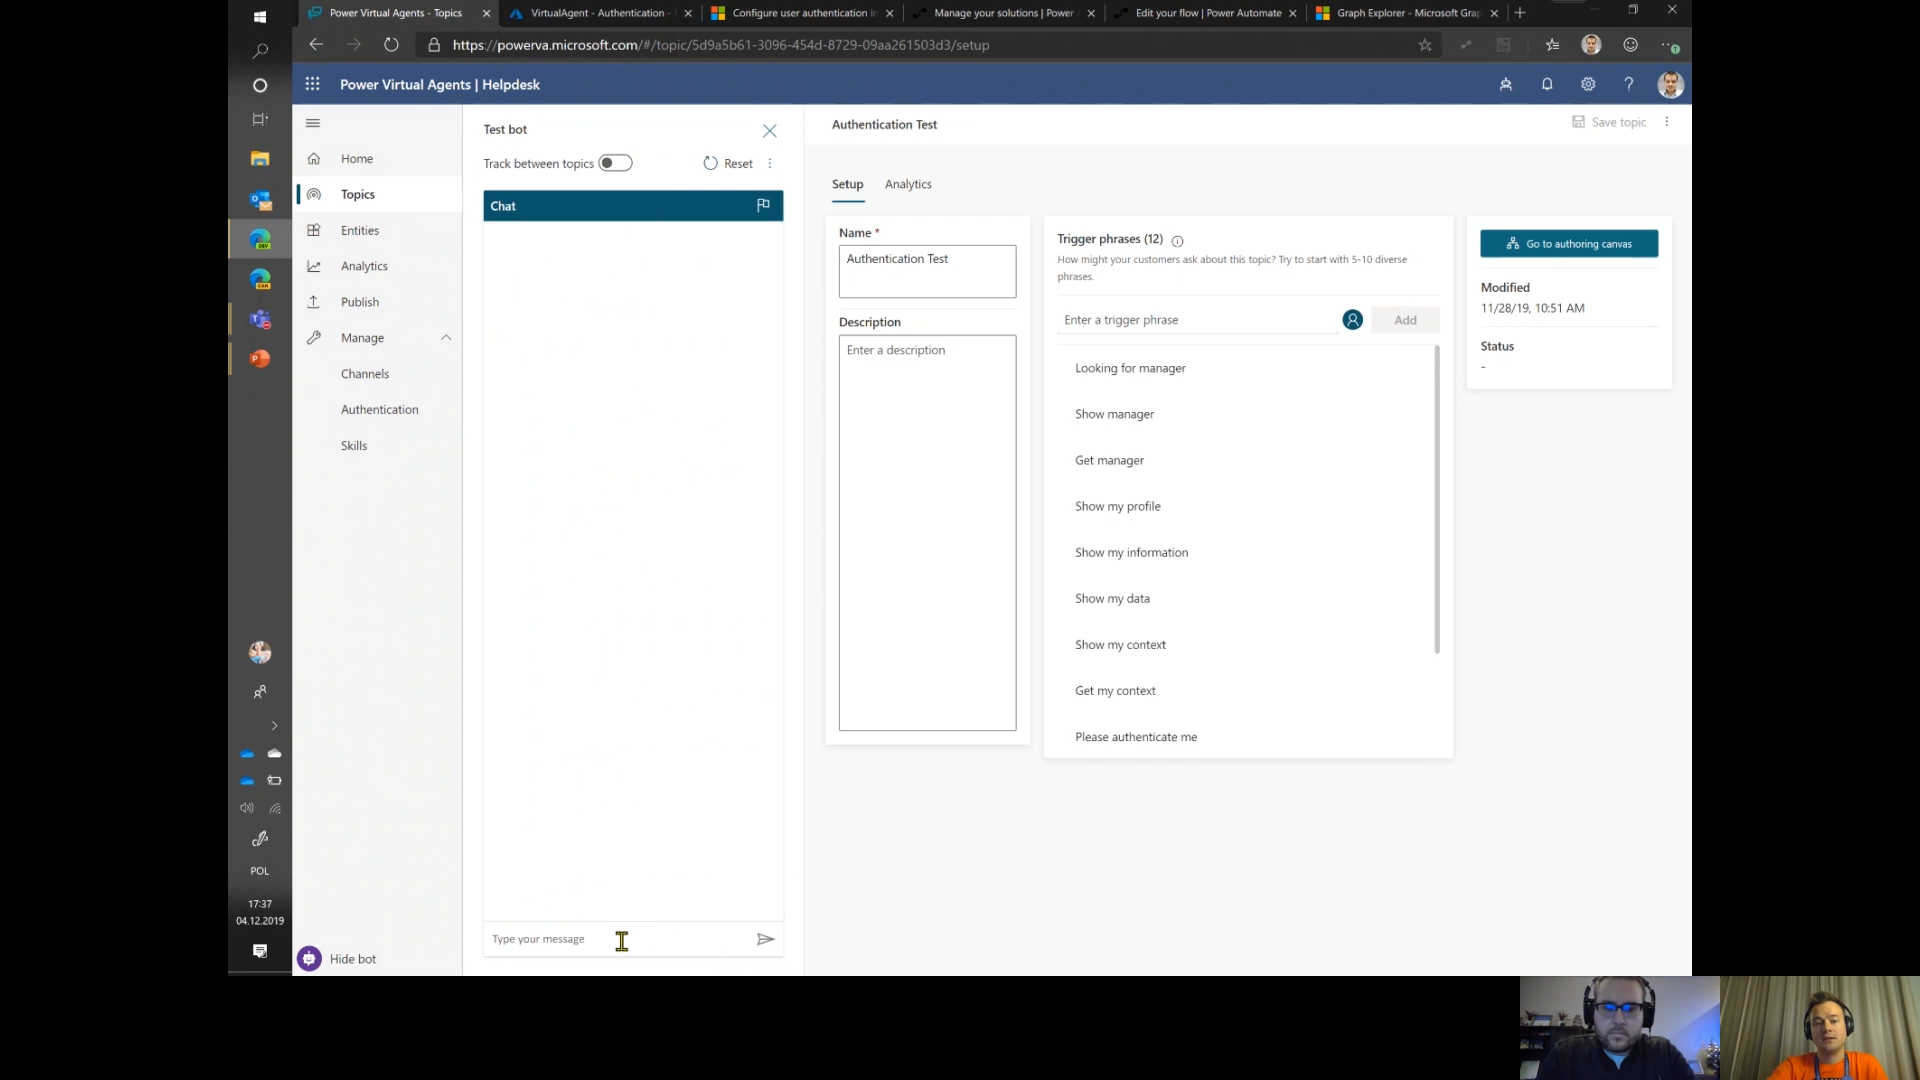 Power Virtual Agents - Topics
VirtualAgent - Authentication -
Configure user authentication in
Manage your solutions | Power
Edit your flow | Power Automate
Graph Explorer - Microsoft Grap
https://powerva.microsoft.com/#/topic/5d9a5b61-3096-454d-8729-09aa261503d3/setup
Power Virtual Agents | Helpdesk
Home
Topics
Entities
Analytics
Publish
Manage
Channels
Authentication
Skills
Hide bot
Test bot
Track between topics
Reset
Chat
Type your message
Authentication Test
Save topic
Setup
Analytics
Name *
Authentication Test
Description
Enter a description
Trigger phrases (12)
How might your customers ask about this topic? Try to start with 5-10 diverse
phrases.
Enter a trigger phrase
Add
Looking for manager
Show manager
Get manager
Show my profile
Show my information
Show my data
Show my context
Get my context
Please authenticate me
Go to authoring canvas
Modified
11/28/19, 10:51 AM
Status
-
DEV
CAN
POL
17:37
04.12.2019